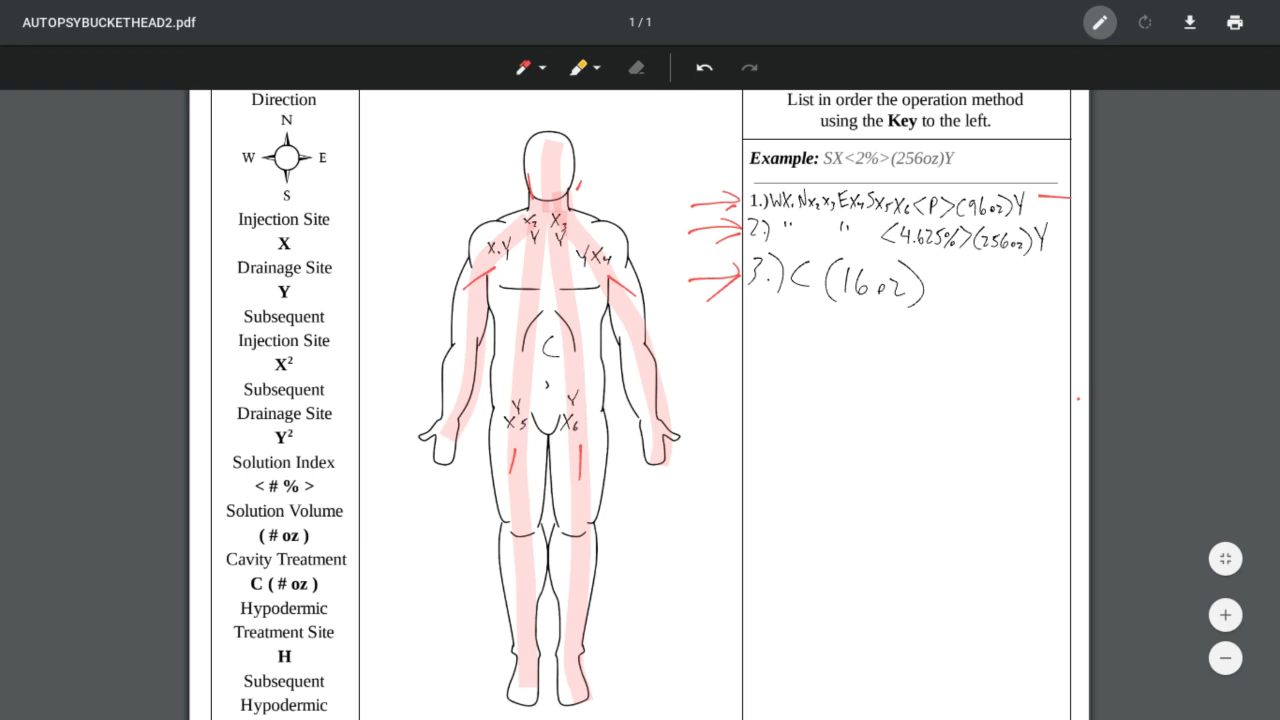 AUTOPSYBUCKETHEAD2.pdf
1 / 1
Direction
N
W E
S
Injection Site
X
Drainage Site
Y
Subsequent
Injection Site
X²
Subsequent
Drainage Site
Y²
Solution Index
< # % >
Solution Volume
( # oz )
Cavity Treatment
C ( # oz )
Hypodermic
Treatment Site
H
Subsequent
Hypodermic
X2 X3
Y Y
X1Y YX4
C
Y Y
X5 X6
List in order the operation method
using the Key to the left.
Example: SX<2%>(256oz)Y
1.) WX1 NX2X3 EX4 SX5X6 <P>(96oz)Y
2.) " " <4.625%>(256oz)Y
3.) C (16oz)